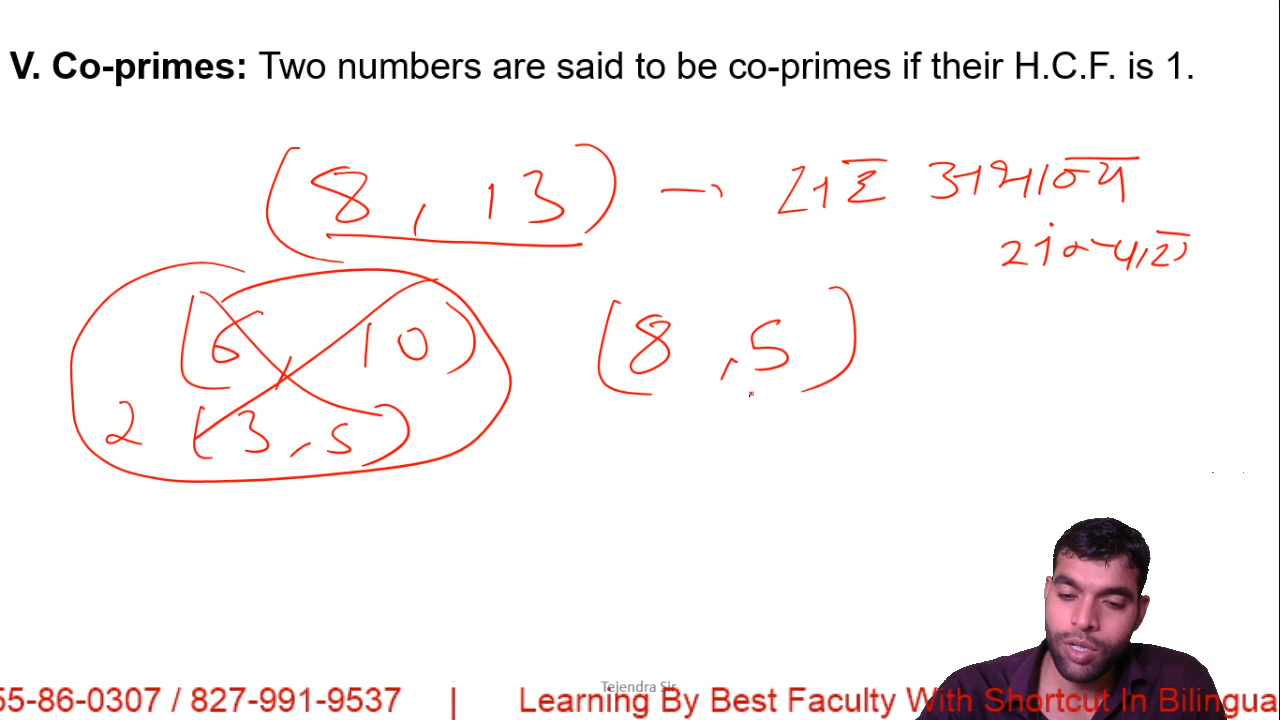 V. Co-primes: Two numbers are said to be co-primes if their H.C.F. is 1.
(8, 13) →
(6, 10)
(8, 5)
2 (3, 5)
Tejendra Sir
55-86-0307 / 827-991-9537 | Learning By Best Faculty With Shortcut In Bilingua